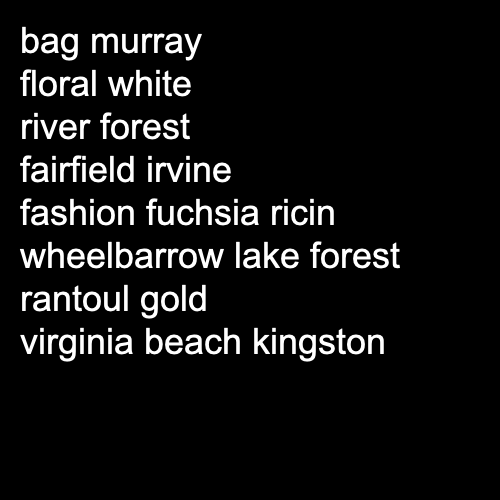 bag murray
floral white
river forest
fairfield irvine
fashion fuchsia ricin
wheelbarrow lake forest
rantoul gold
virginia beach kingston